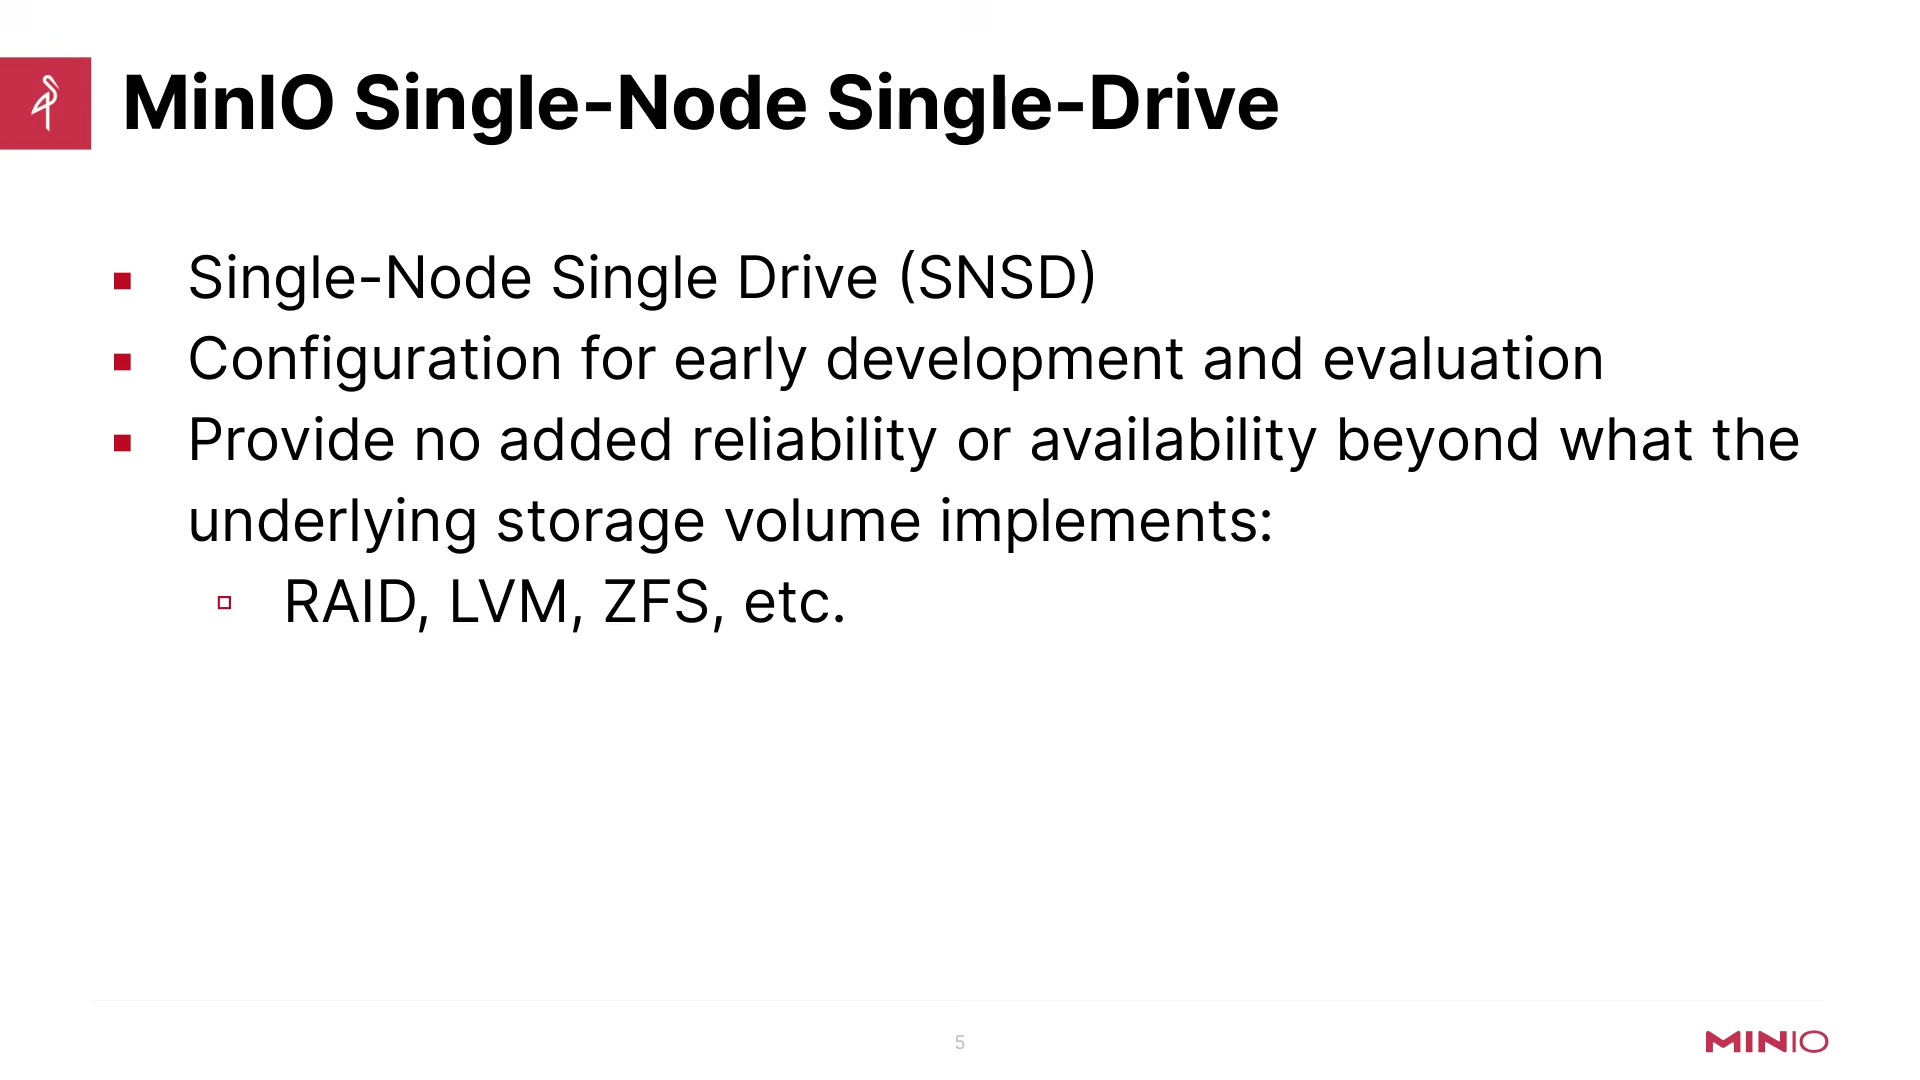 MinIO Single-Node Single-Drive
Single-Node Single Drive (SNSD)
Configuration for early development and evaluation
Provide no added reliability or availability beyond what the
underlying storage volume implements:
RAID, LVM, ZFS, etc.
5
MINIO